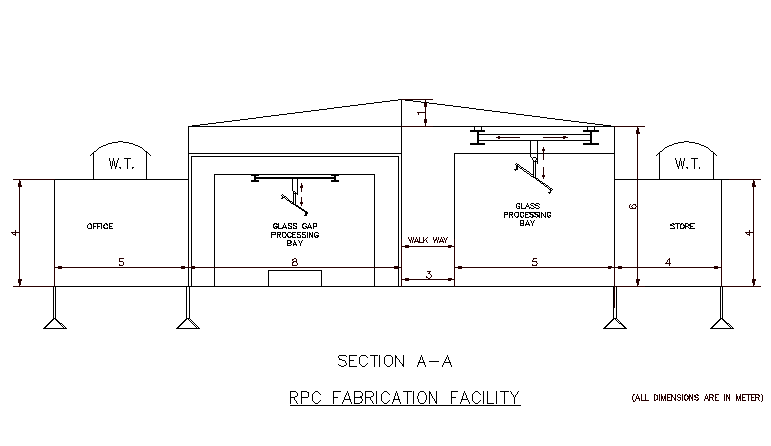 1
W.T.
W.T.
4
OFFICE
GLASS GAP
PROCESSING
BAY
WALK WAY
GLASS
PROCESSING
BAY
6
STORE
4
5
8
3
5
4
SECTION A-A
RPC FABRICATION FACILITY
(ALL DIMENSIONS ARE IN METER)